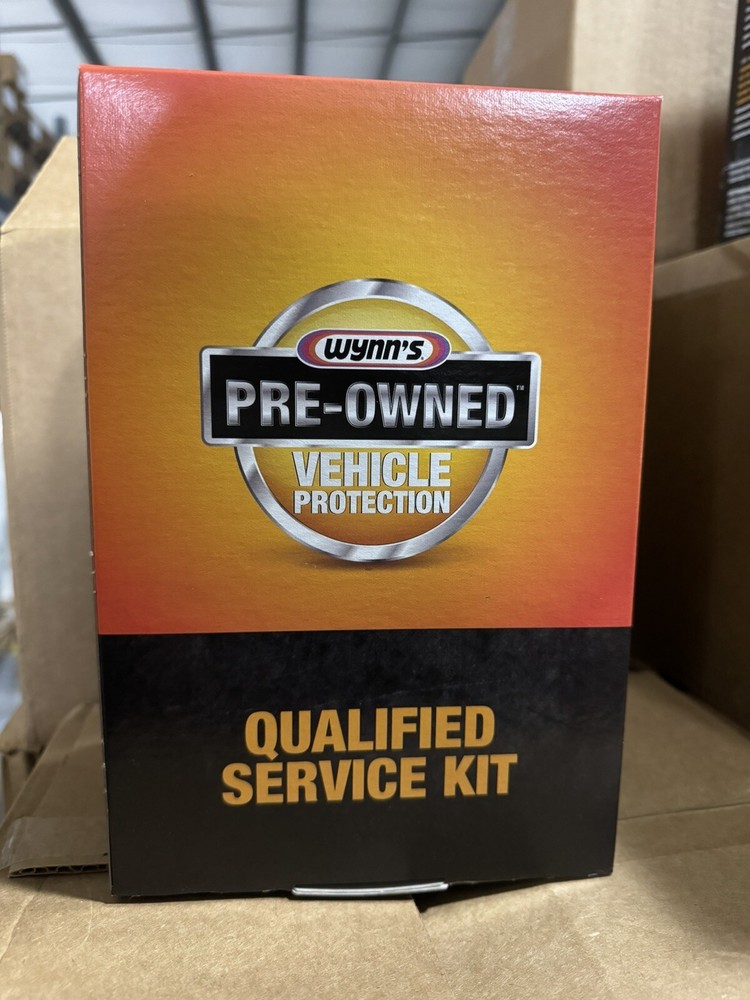 Wynn's.
PRE-OWNED™
VEHICLE
PROTECTION
QUALIFIED
SERVICE KIT